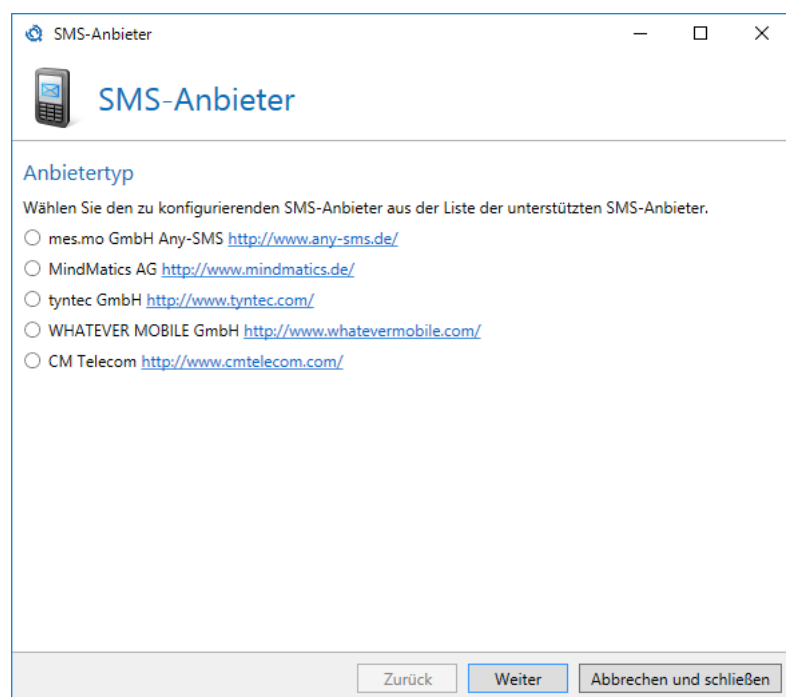 SMS-Anbieter
SMS-Anbieter
Anbietertyp
Wählen Sie den zu konfigurierenden SMS-Anbieter aus der Liste der unterstützten SMS-Anbieter.
mes.mo GmbH Any-SMS http://www.any-sms.de/
MindMatics AG http://www.mindmatics.de/
tyntec GmbH http://www.tyntec.com/
WHATEVER MOBILE GmbH http://www.whatevermobile.com/
CM Telecom http://www.cmtelecom.com/
Zurück Weiter Abbrechen und schließen